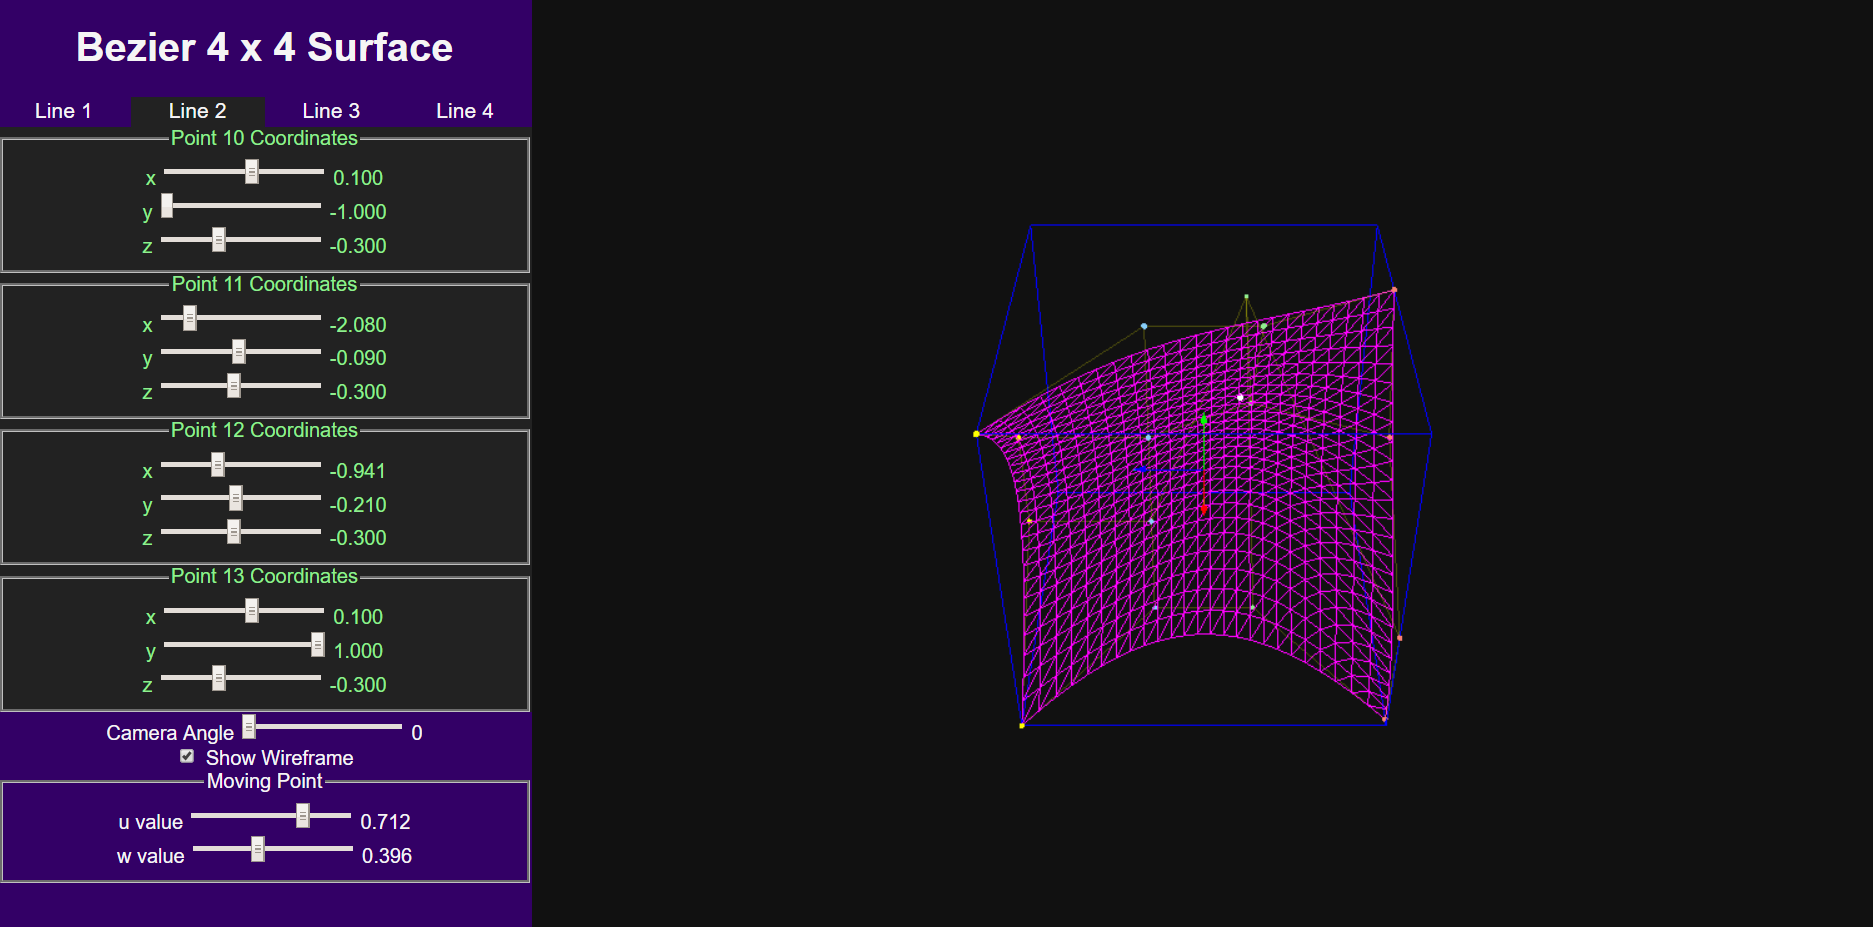 Bezier 4 x 4 Surface
Line 1 Line 2 Line 3 Line 4
Point 10 Coordinates
x 0.100
y -1.000
z -0.300
Point 11 Coordinates
x -2.080
y -0.090
z -0.300
Point 12 Coordinates
x -0.941
y -0.210
z -0.300
Point 13 Coordinates
x 0.100
y 1.000
z -0.300
Camera Angle 0
Show Wireframe
Moving Point
u value 0.712
w value 0.396